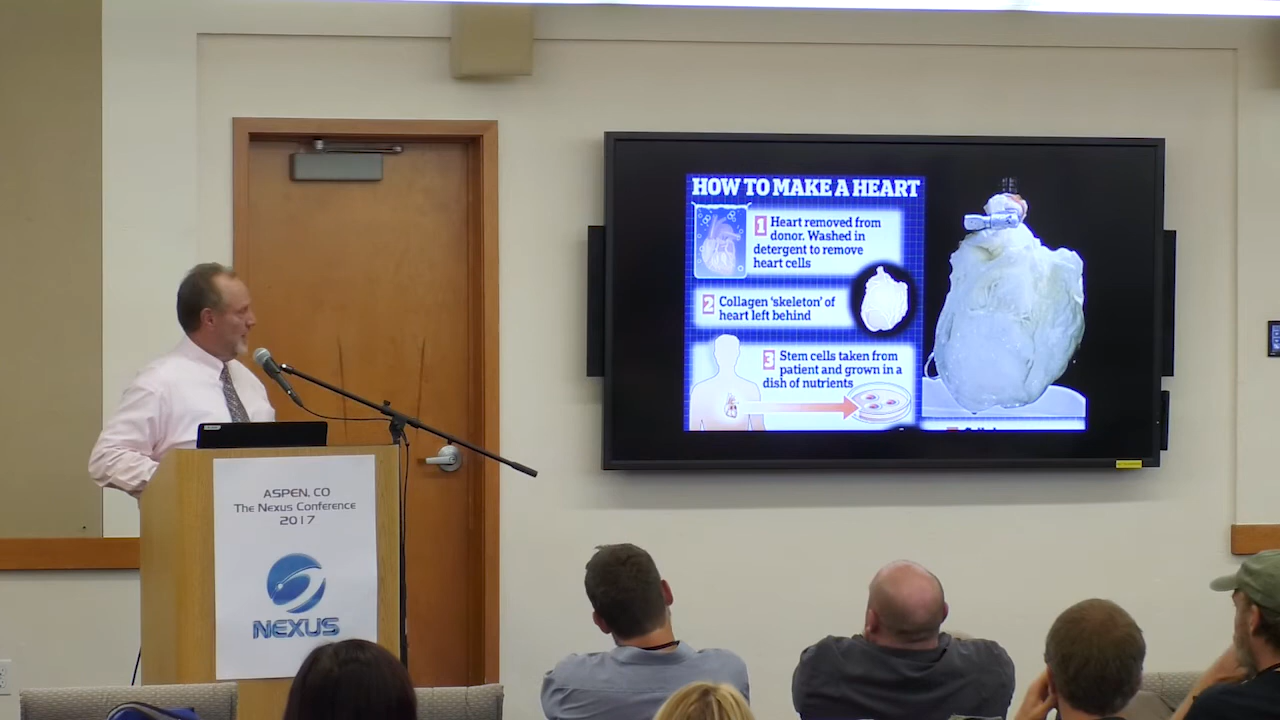 HOW TO MAKE A HEART
1 Heart removed from
donor. Washed in
detergent to remove
heart cells
2 Collagen 'skeleton' of
heart left behind
3 Stem cells taken from
patient and grown in a
dish of nutrients
ASPEN, CO
The Nexus Conference
2017
NEXUS